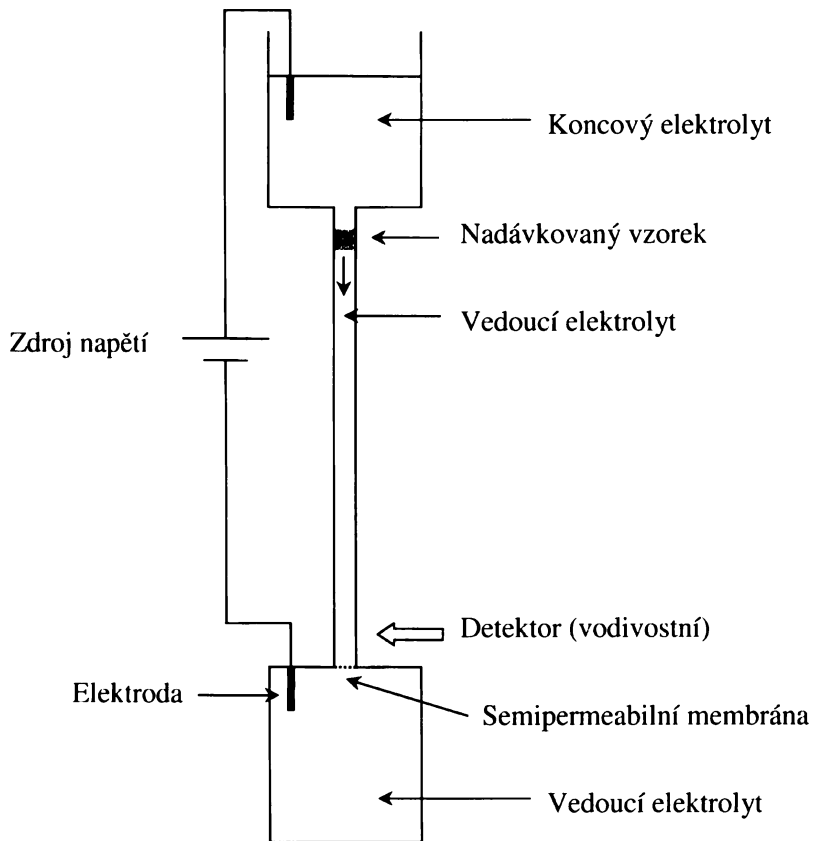 Koncový elektrolyt
Nadávkovaný vzorek
Vedoucí elektrolyt
Zdroj napětí
Detektor (vodivostní)
Elektroda
Semipermeabilní membrána
Vedoucí elektrolyt